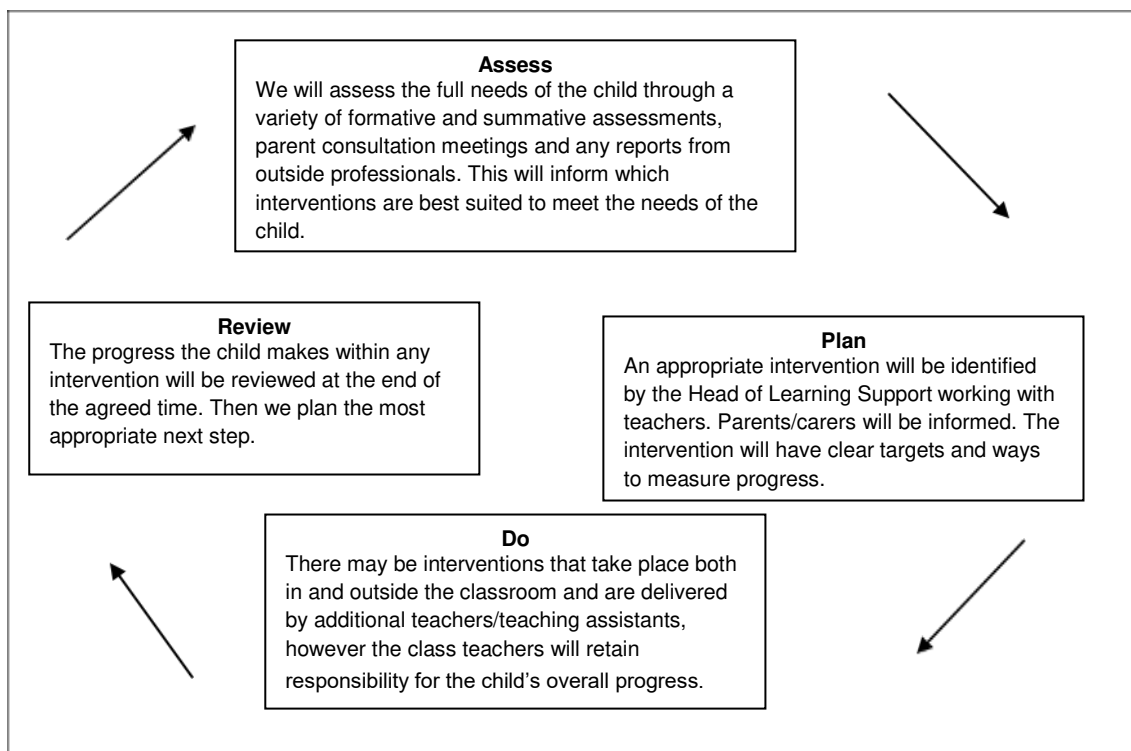 Assess
We will assess the full needs of the child through a
variety of formative and summative assessments,
parent consultation meetings and any reports from
outside professionals. This will inform which
interventions are best suited to meet the needs of the
child.
Review
The progress the child makes within any
intervention will be reviewed at the end of
the agreed time. Then we plan the most
appropriate next step.
Plan
An appropriate intervention will be identified
by the Head of Learning Support working with
teachers. Parents/carers will be informed. The
intervention will have clear targets and ways
to measure progress.
Do
There may be interventions that take place both
in and outside the classroom and are delivered
by additional teachers/teaching assistants,
however the class teachers will retain
responsibility for the child’s overall progress.